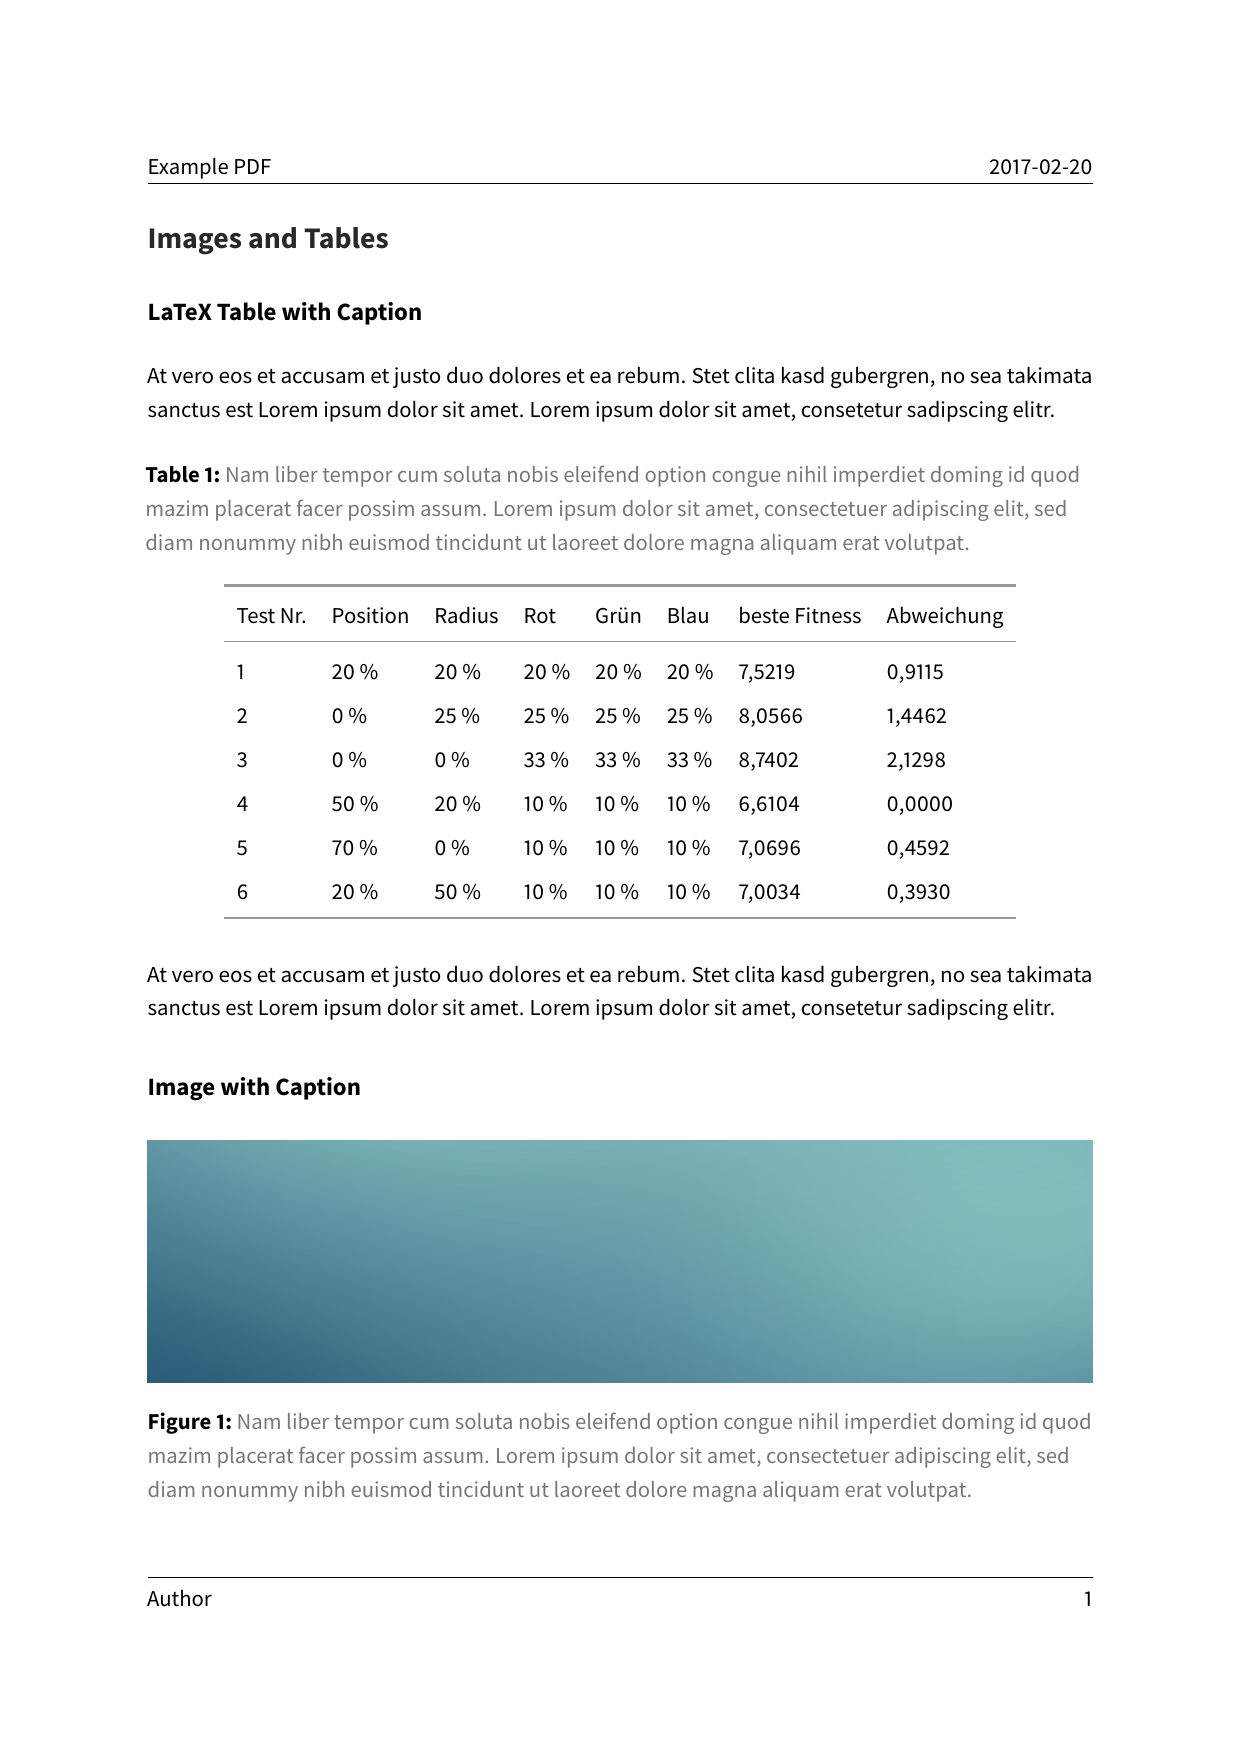 Example PDF 2017-02-20
Images and Tables
LaTeX Table with Caption
At vero eos et accusam et justo duo dolores et ea rebum. Stet clita kasd gubergren, no sea takimata
sanctus est Lorem ipsum dolor sit amet. Lorem ipsum dolor sit amet, consetetur sadipscing elitr.
Table 1: Nam liber tempor cum soluta nobis eleifend option congue nihil imperdiet doming id quod
mazim placerat facer possim assum. Lorem ipsum dolor sit amet, consectetuer adipiscing elit, sed
diam nonummy nibh euismod tincidunt ut laoreet dolore magna aliquam erat volutpat.
Test Nr. Position Radius Rot Grün Blau beste Fitness Abweichung
1 20 % 20 % 20 % 20 % 20 % 7,5219 0,9115
2 0 % 25 % 25 % 25 % 25 % 8,0566 1,4462
3 0 % 0 % 33 % 33 % 33 % 8,7402 2,1298
4 50 % 20 % 10 % 10 % 10 % 6,6104 0,0000
5 70 % 0 % 10 % 10 % 10 % 7,0696 0,4592
6 20 % 50 % 10 % 10 % 10 % 7,0034 0,3930
At vero eos et accusam et justo duo dolores et ea rebum. Stet clita kasd gubergren, no sea takimata
sanctus est Lorem ipsum dolor sit amet. Lorem ipsum dolor sit amet, consetetur sadipscing elitr.
Image with Caption
Figure 1: Nam liber tempor cum soluta nobis eleifend option congue nihil imperdiet doming id quod
mazim placerat facer possim assum. Lorem ipsum dolor sit amet, consectetuer adipiscing elit, sed
diam nonummy nibh euismod tincidunt ut laoreet dolore magna aliquam erat volutpat.
Author 1